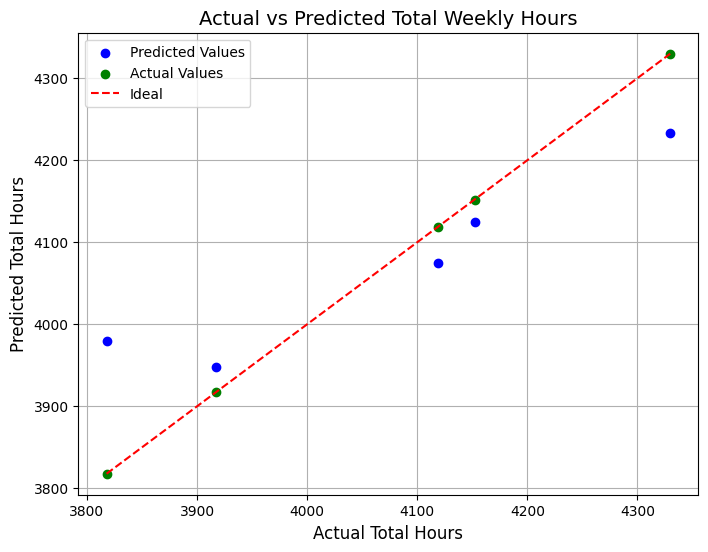 Actual vs Predicted Total Weekly Hours
Predicted Values
Actual Values
Ideal
4300
4200
4100
4000
3900
3800
Predicted Total Hours
3800 3900 4000 4100 4200 4300
Actual Total Hours